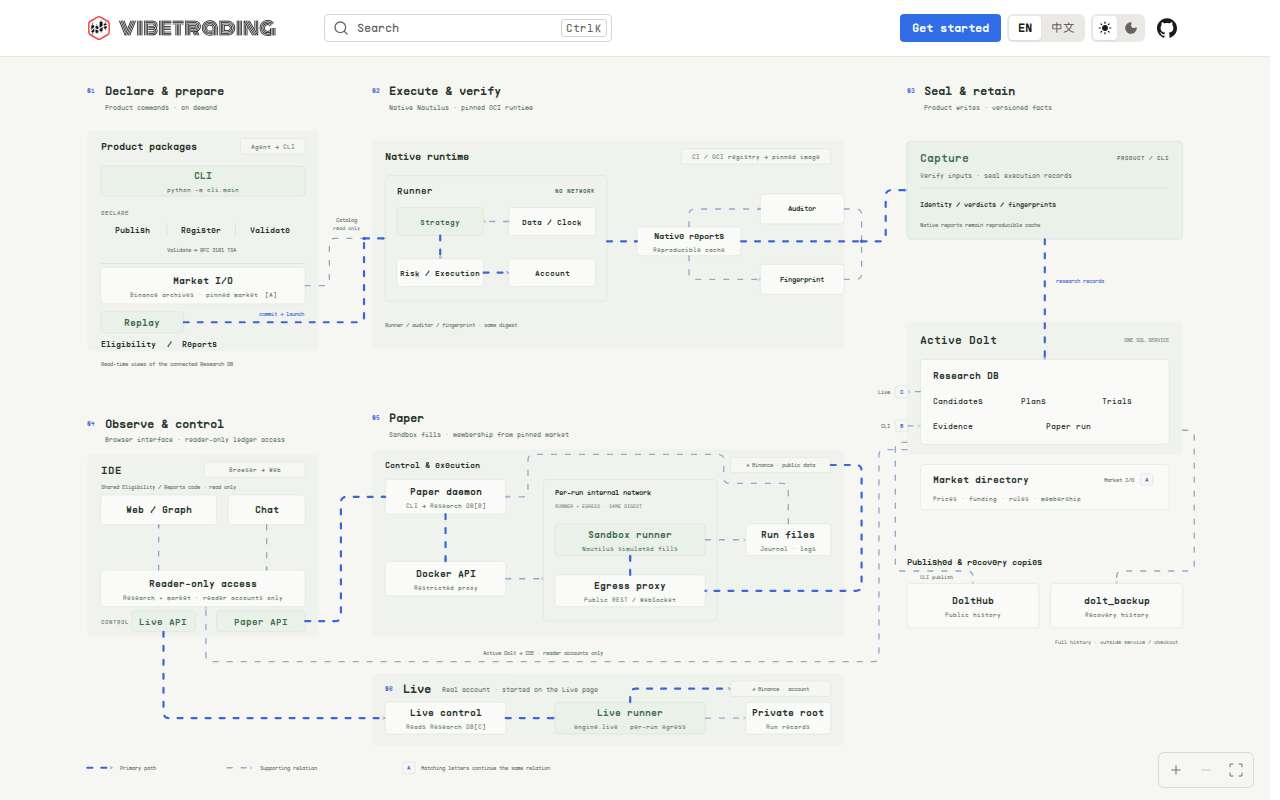 VIBETRADING
Search
Ctrl K
Get started
EN
中文
01 Declare & prepare
Product commands · on demand
02 Execute & verify
Native Nautilus · pinned OCI runtime
03 Seal & retain
Product writes · versioned facts
Product packages
Agent → CLI
CLI
python -m cli.main
DECLARE
Publish
Register
Validate
Validate → RFC 3161 TSA
Market I/O
Binance archives · pinned market [A]
Replay
commit → launch
Eligibility / Reports
Read-time views of the connected Research DB
Catalog
read only
Native runtime
CI / OCI registry → pinned image
Runner
NO NETWORK
Strategy
Data / Clock
Risk / Execution
Account
Native reports
Reproducible cache
Auditor
Fingerprint
Runner / auditor / fingerprint · same digest
Capture
PRODUCT / CLI
Verify inputs · seal execution records
Identity / verdicts / fingerprints
Native reports remain reproducible cache
research records
Active Dolt
ONE SQL SERVICE
Research DB
Candidates
Plans
Trials
Evidence
Paper run
Live C
CLI B
Market directory
Market I/O A
Prices · funding · rules · membership
Published & recovery copies
CLI publish
DoltHub
Public history
dolt_backup
Recovery history
Full history · outside service / checkout
04 Observe & control
Browser interface · reader-only ledger access
IDE
Browser → Web
Shared Eligibility / Reports code · read only
Web / Graph
Chat
Reader-only access
Research + market · reader accounts only
CONTROL
Live API
Paper API
05 Paper
Sandbox fills · membership from pinned market
Control & execution
→ Binance · public data
Paper daemon
CLI → Research DB[B]
Docker API
Restricted proxy
Per-run internal network
RUNNER + EGRESS · SAME DIGEST
Sandbox runner
Nautilus simulated fills
Egress proxy
Public REST / WebSocket
Run files
Journal · logs
Active Dolt → IDE · reader accounts only
06 Live
Real account · started on the Live page
→ Binance · account
Live control
Reads Research DB[C]
Live runner
engine.live · per-run egress
Private root
Run records
Primary path
Supporting relation
A Matching letters continue the same relation